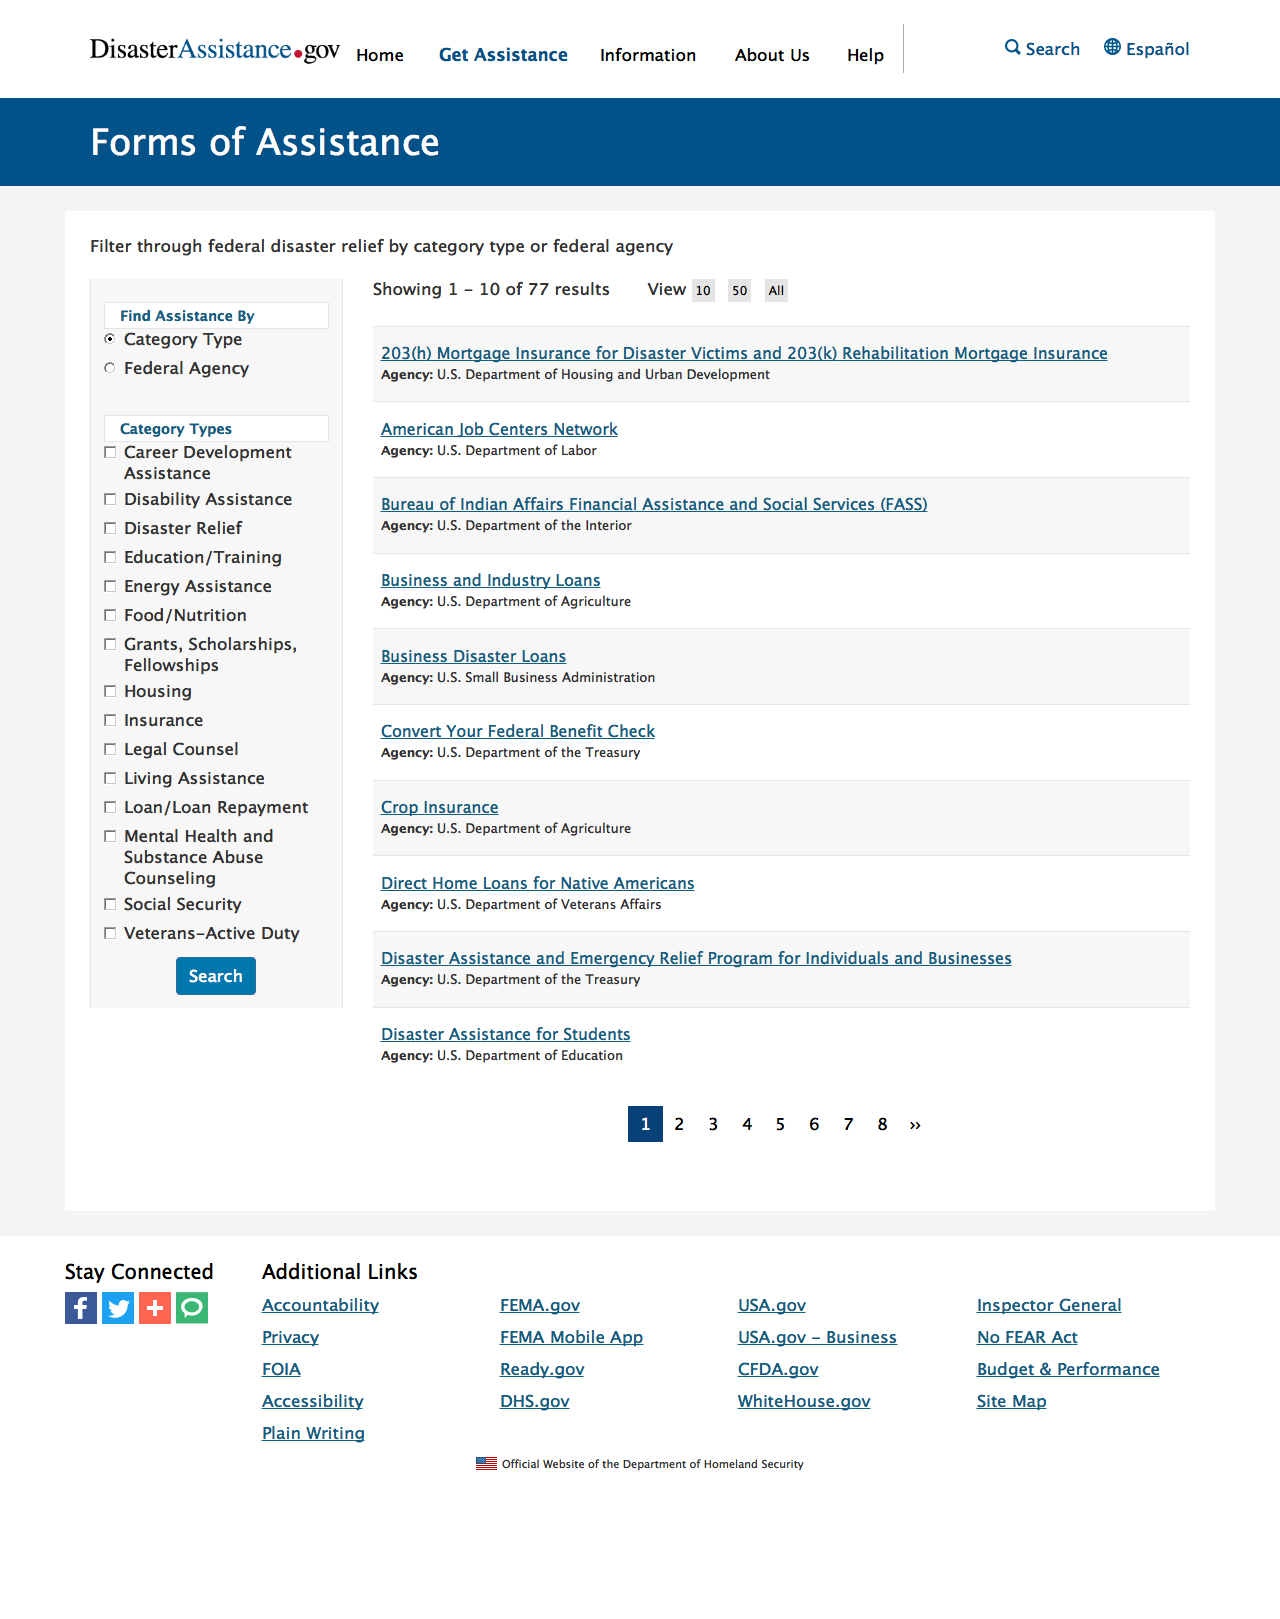 DisasterAssistance.gov
Home
Get Assistance
Information
About Us
Help
Search
Español
Forms of Assistance
Filter through federal disaster relief by category type or federal agency
Find Assistance By
Category Type
Federal Agency
Category Types
Career Development
Assistance
Disability Assistance
Disaster Relief
Education/Training
Energy Assistance
Food/Nutrition
Grants, Scholarships,
Fellowships
Housing
Insurance
Legal Counsel
Living Assistance
Loan/Loan Repayment
Mental Health and
Substance Abuse
Counseling
Social Security
Veterans-Active Duty
Search
Showing 1 - 10 of 77 results
View 10 50 All
203(h) Mortgage Insurance for Disaster Victims and 203(k) Rehabilitation Mortgage Insurance
Agency: U.S. Department of Housing and Urban Development
American Job Centers Network
Agency: U.S. Department of Labor
Bureau of Indian Affairs Financial Assistance and Social Services (FASS)
Agency: U.S. Department of the Interior
Business and Industry Loans
Agency: U.S. Department of Agriculture
Business Disaster Loans
Agency: U.S. Small Business Administration
Convert Your Federal Benefit Check
Agency: U.S. Department of the Treasury
Crop Insurance
Agency: U.S. Department of Agriculture
Direct Home Loans for Native Americans
Agency: U.S. Department of Veterans Affairs
Disaster Assistance and Emergency Relief Program for Individuals and Businesses
Agency: U.S. Department of the Treasury
Disaster Assistance for Students
Agency: U.S. Department of Education
1 2 3 4 5 6 7 8 ››
Stay Connected
Additional Links
Accountability
Privacy
FOIA
Accessibility
Plain Writing
FEMA.gov
FEMA Mobile App
Ready.gov
DHS.gov
USA.gov
USA.gov - Business
CFDA.gov
WhiteHouse.gov
Inspector General
No FEAR Act
Budget & Performance
Site Map
Official Website of the Department of Homeland Security